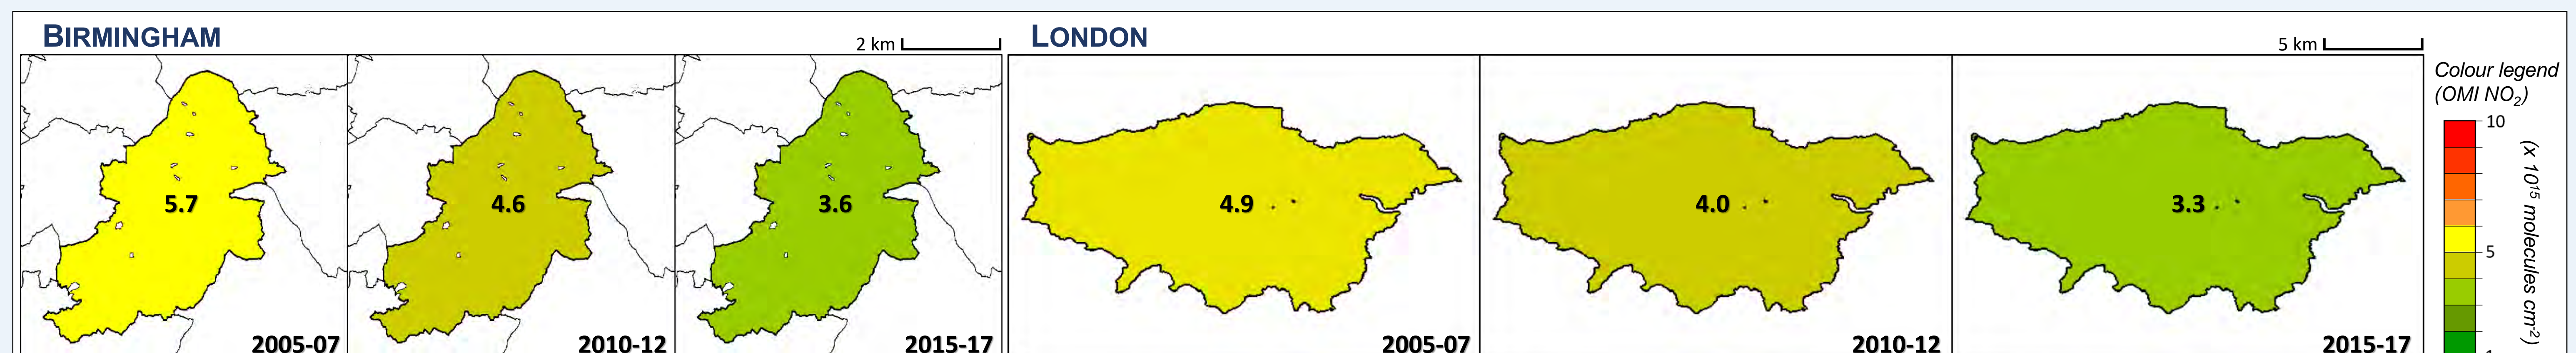 BIRMINGHAM
2 km
5.7
2005-07
4.6
2010-12
3.6
2015-17
LONDON
5 km
4.9
2005-07
4.0
2010-12
3.3
2015-17
Colour legend
(OMI NO₂)
10
5
1
(x 10¹⁵ molecules cm⁻²)